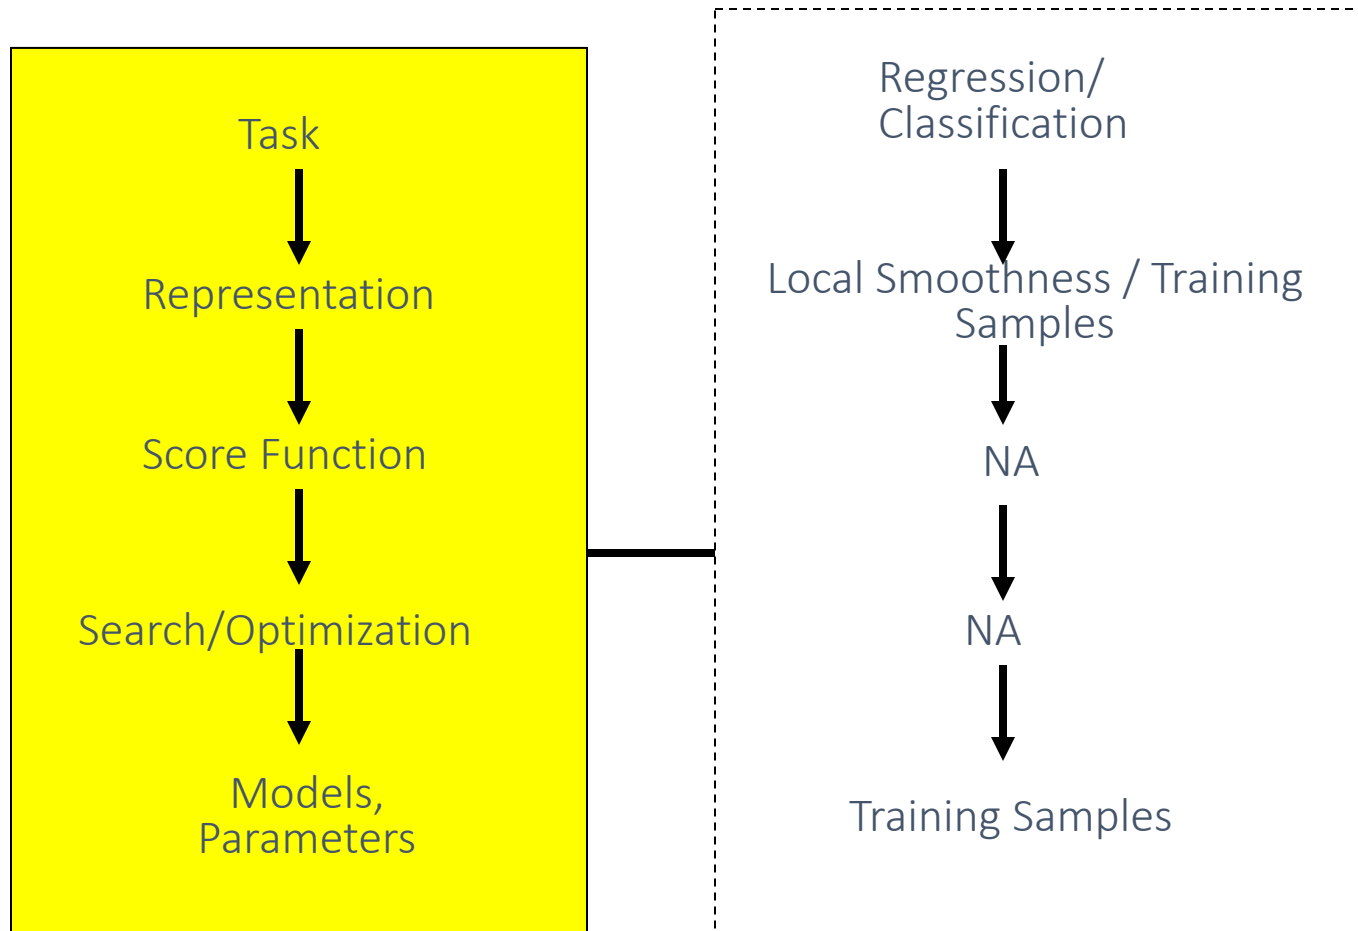 Task
Representation
Score Function
Search/Optimization
Models,
Parameters
Regression/
Classification
Local Smoothness / Training
Samples
NA
NA
Training Samples